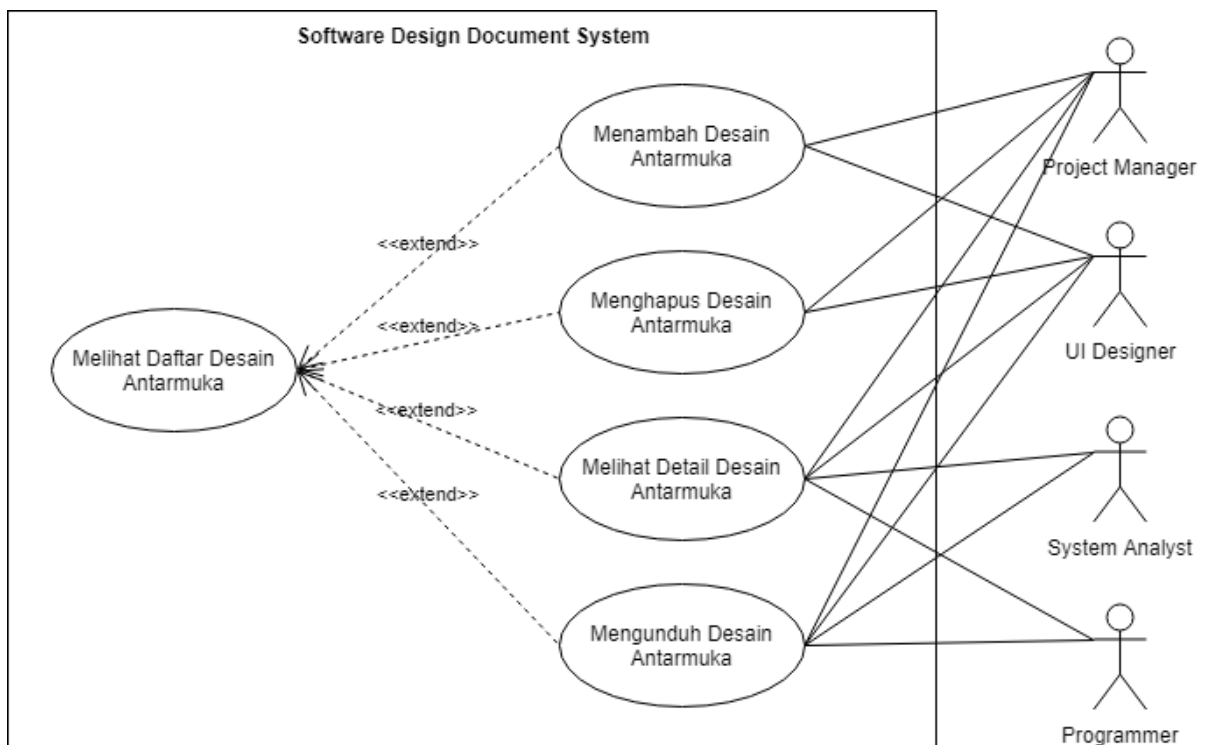 Software Design Document System
Menambah Desain
Antarmuka
Project Manager
<<extend>>
Menghapus Desain
Antarmuka
<<extend>>
UI Designer
Melihat Daftar Desain
Antarmuka
<<extend>>
Melihat Detail Desain
Antarmuka
<<extend>>
System Analyst
Mengunduh Desain
Antarmuka
Programmer